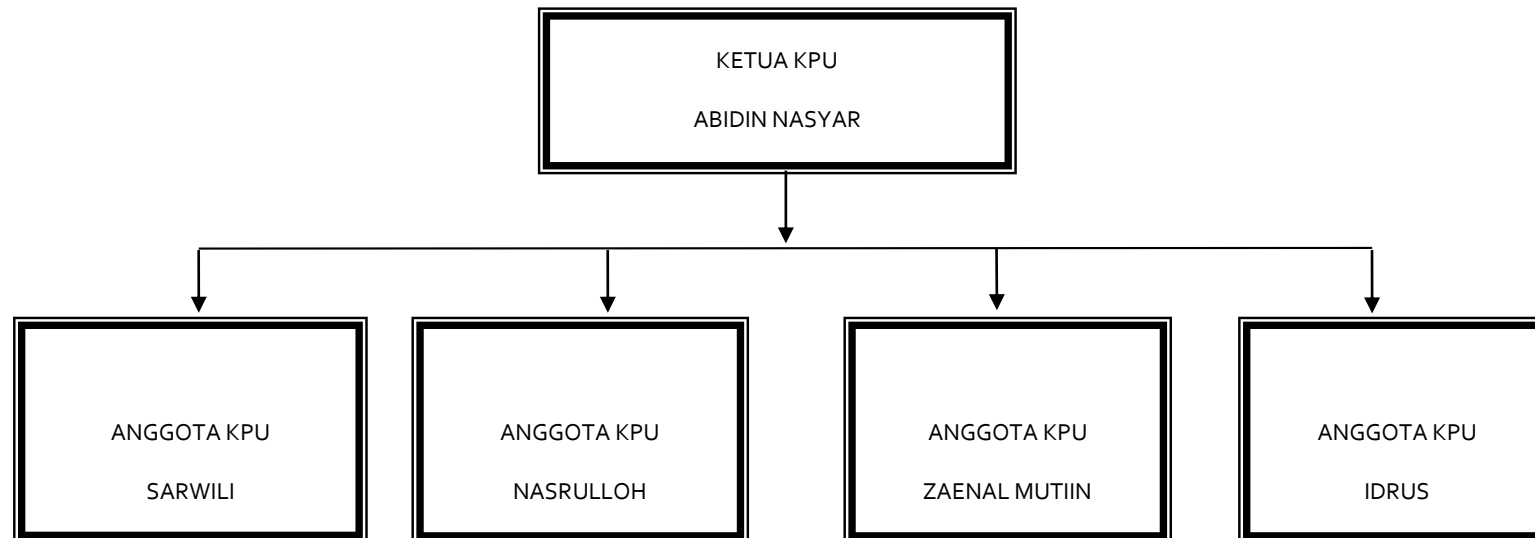 KETUA KPU
ABIDIN NASYAR
ANGGOTA KPU
SARWILI
ANGGOTA KPU
NASRULLOH
ANGGOTA KPU
ZAENAL MUTIIN
ANGGOTA KPU
IDRUS